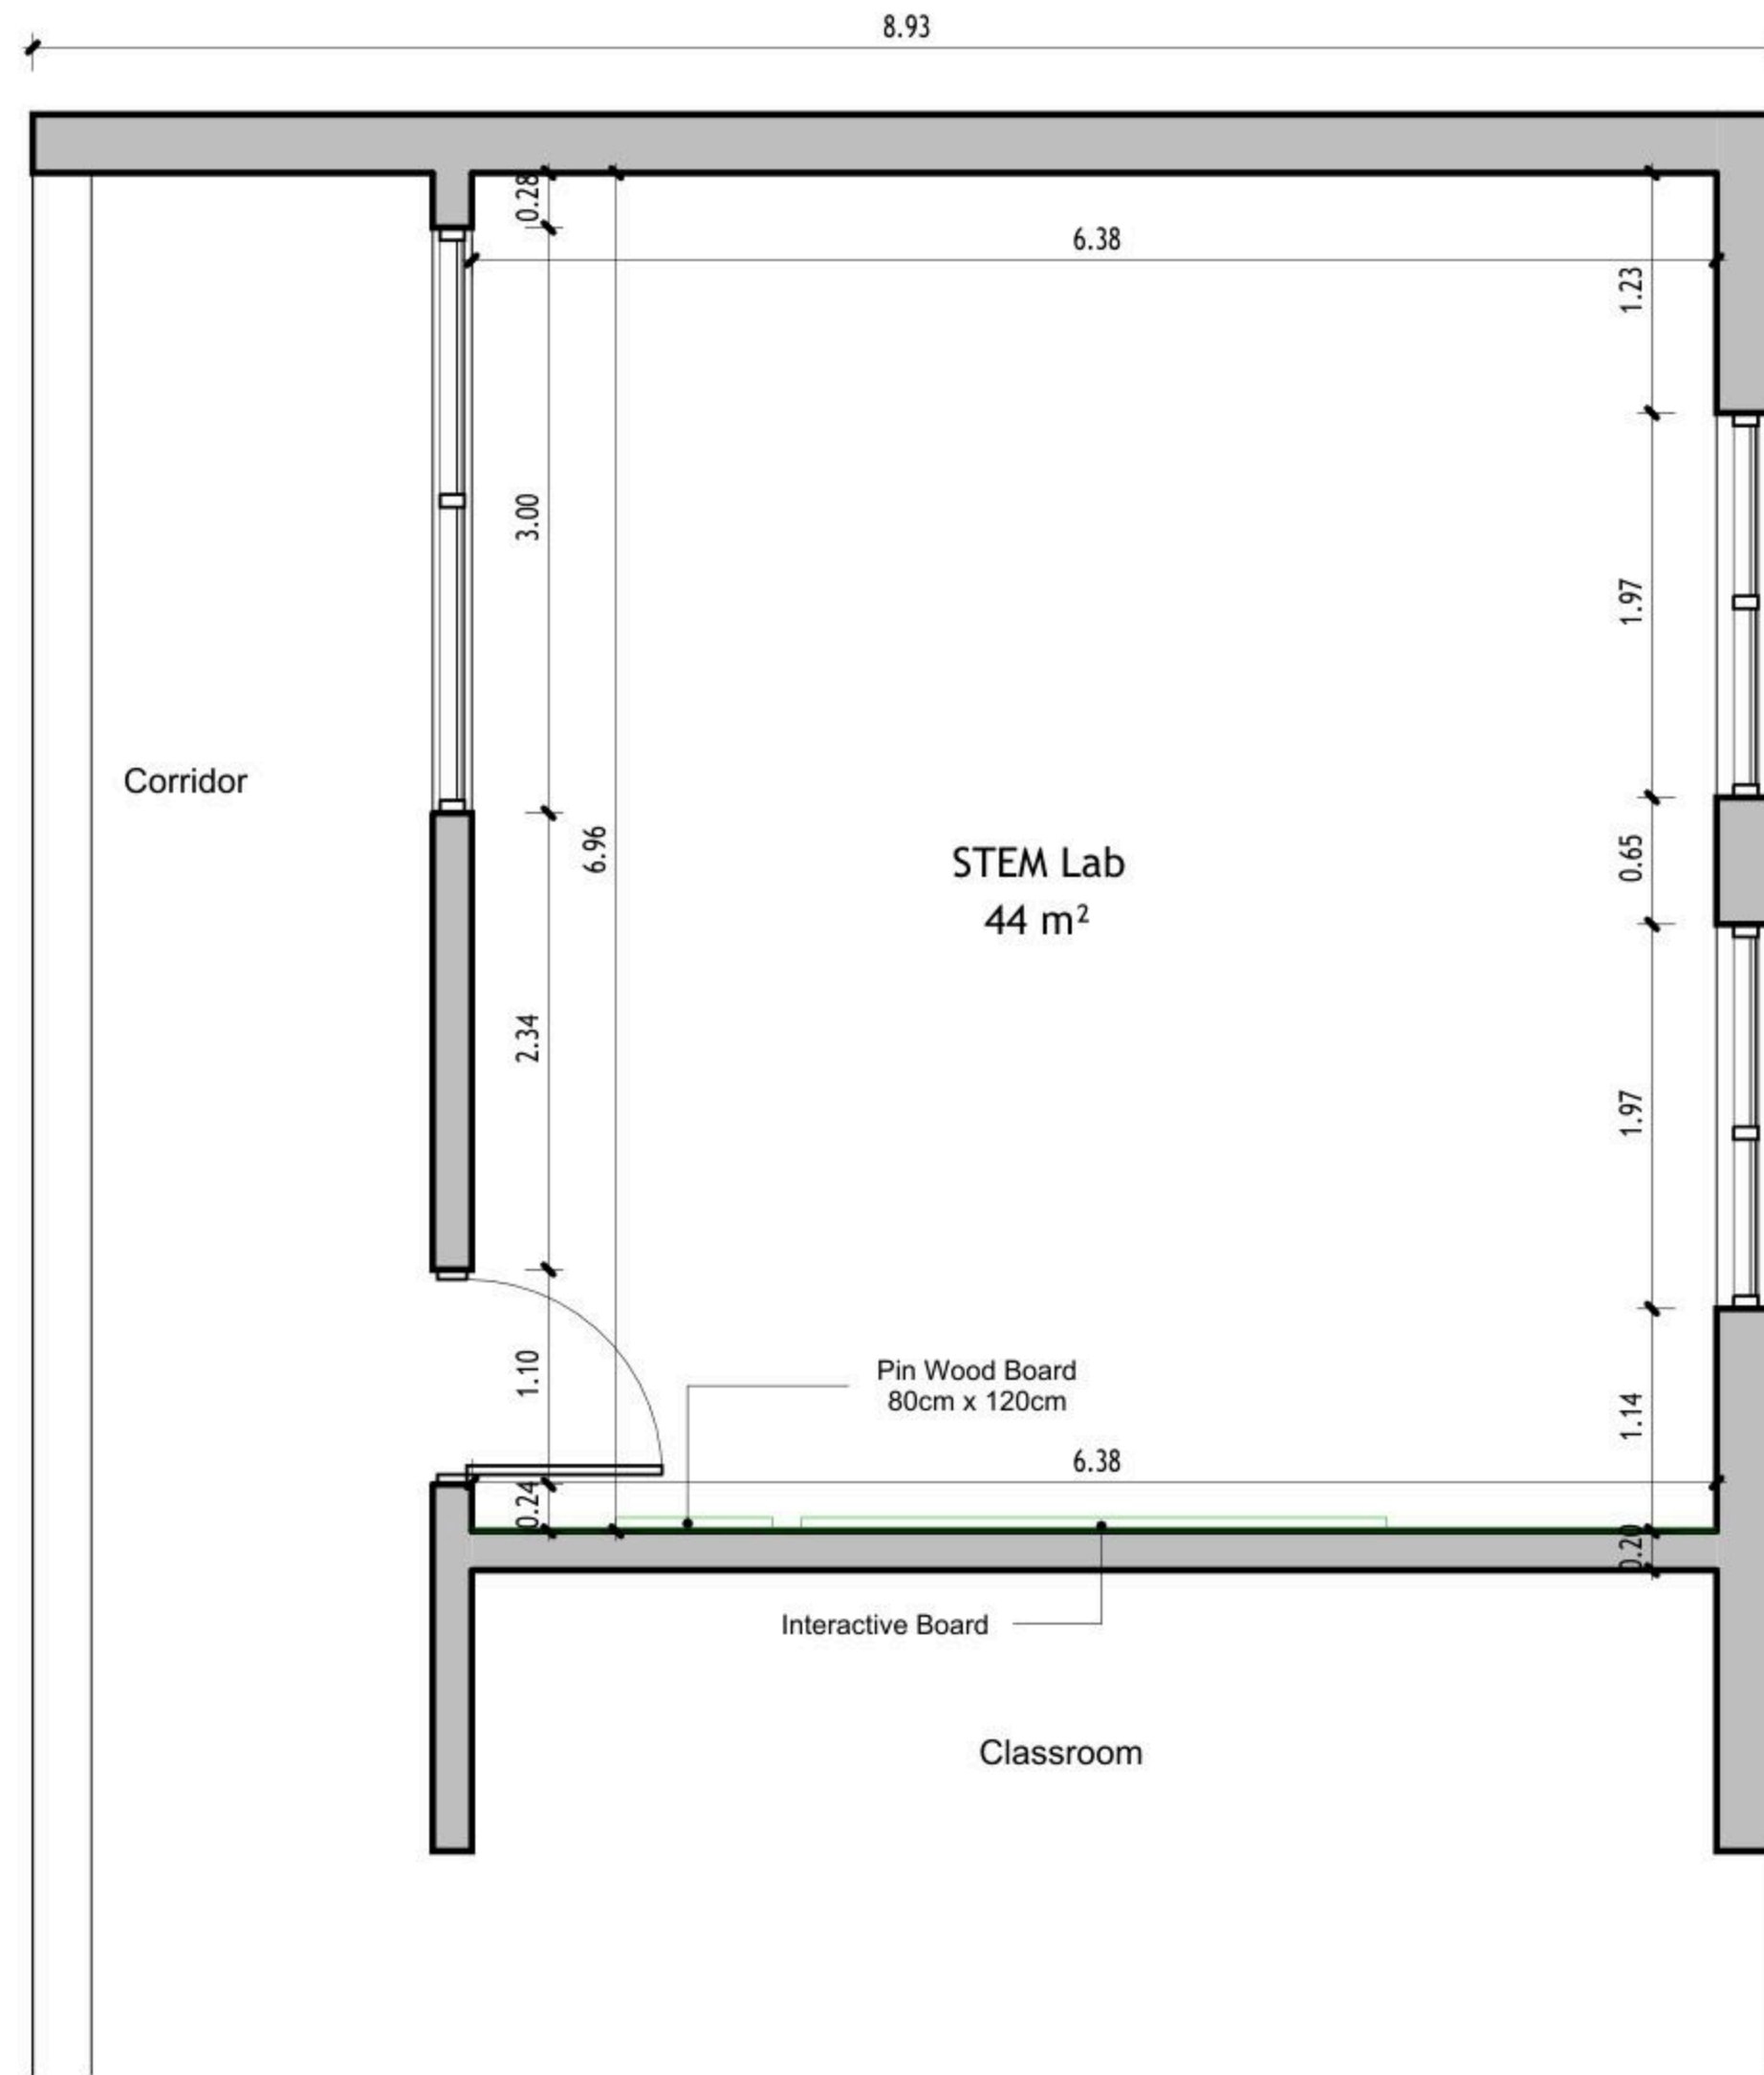 8.93
0.28
6.38
1.23
3.00
1.97
6.96
STEM Lab
44 m²
0.65
2.34
1.97
Corridor
1.10
Pin Wood Board
80cm x 120cm
1.14
6.38
0.24
0.20
Interactive Board
Classroom